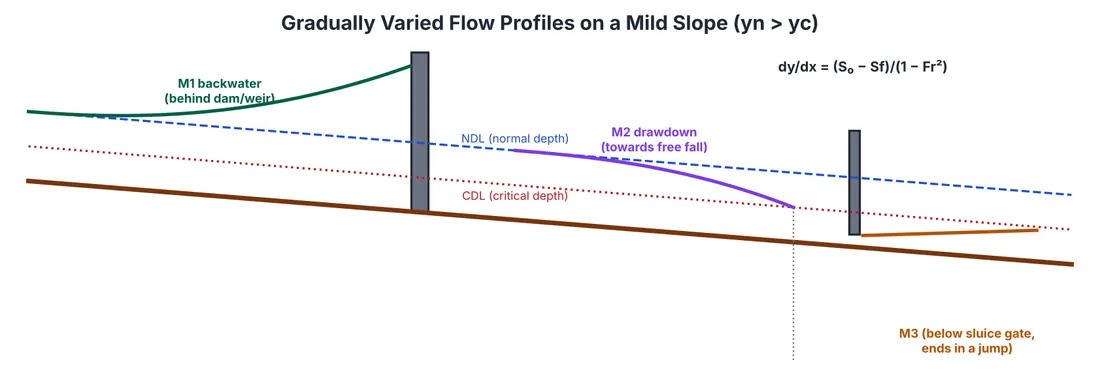 Gradually Varied Flow Profiles on a Mild Slope (yn > yc)
dy/dx = (Sₒ − Sf)/(1 − Fr²)
M1 backwater
(behind dam/weir)
NDL (normal depth)
M2 drawdown
(towards free fall)
CDL (critical depth)
M3 (below sluice gate,
ends in a jump)